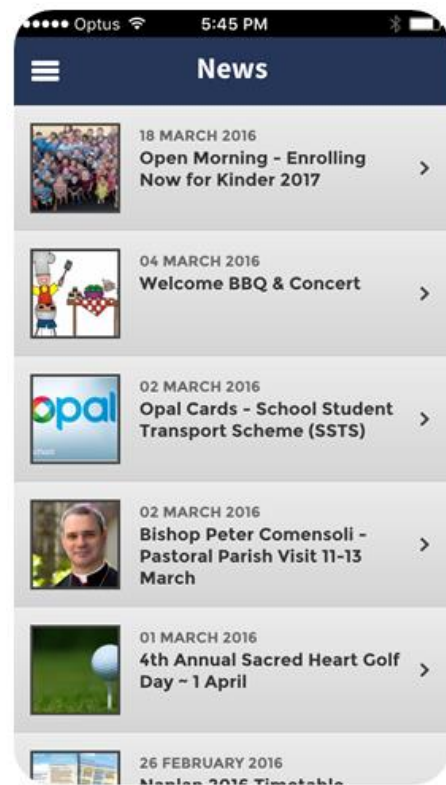 Optus 5:45 PM
News
18 MARCH 2016
Open Morning - Enrolling
Now for Kinder 2017
04 MARCH 2016
Welcome BBQ & Concert
opal
02 MARCH 2016
Opal Cards - School Student
Transport Scheme (SSTS)
02 MARCH 2016
Bishop Peter Comensoli -
Pastoral Parish Visit 11-13
March
01 MARCH 2016
4th Annual Sacred Heart Golf
Day ~ 1 April
26 FEBRUARY 2016
Naplan 2016 Timetable